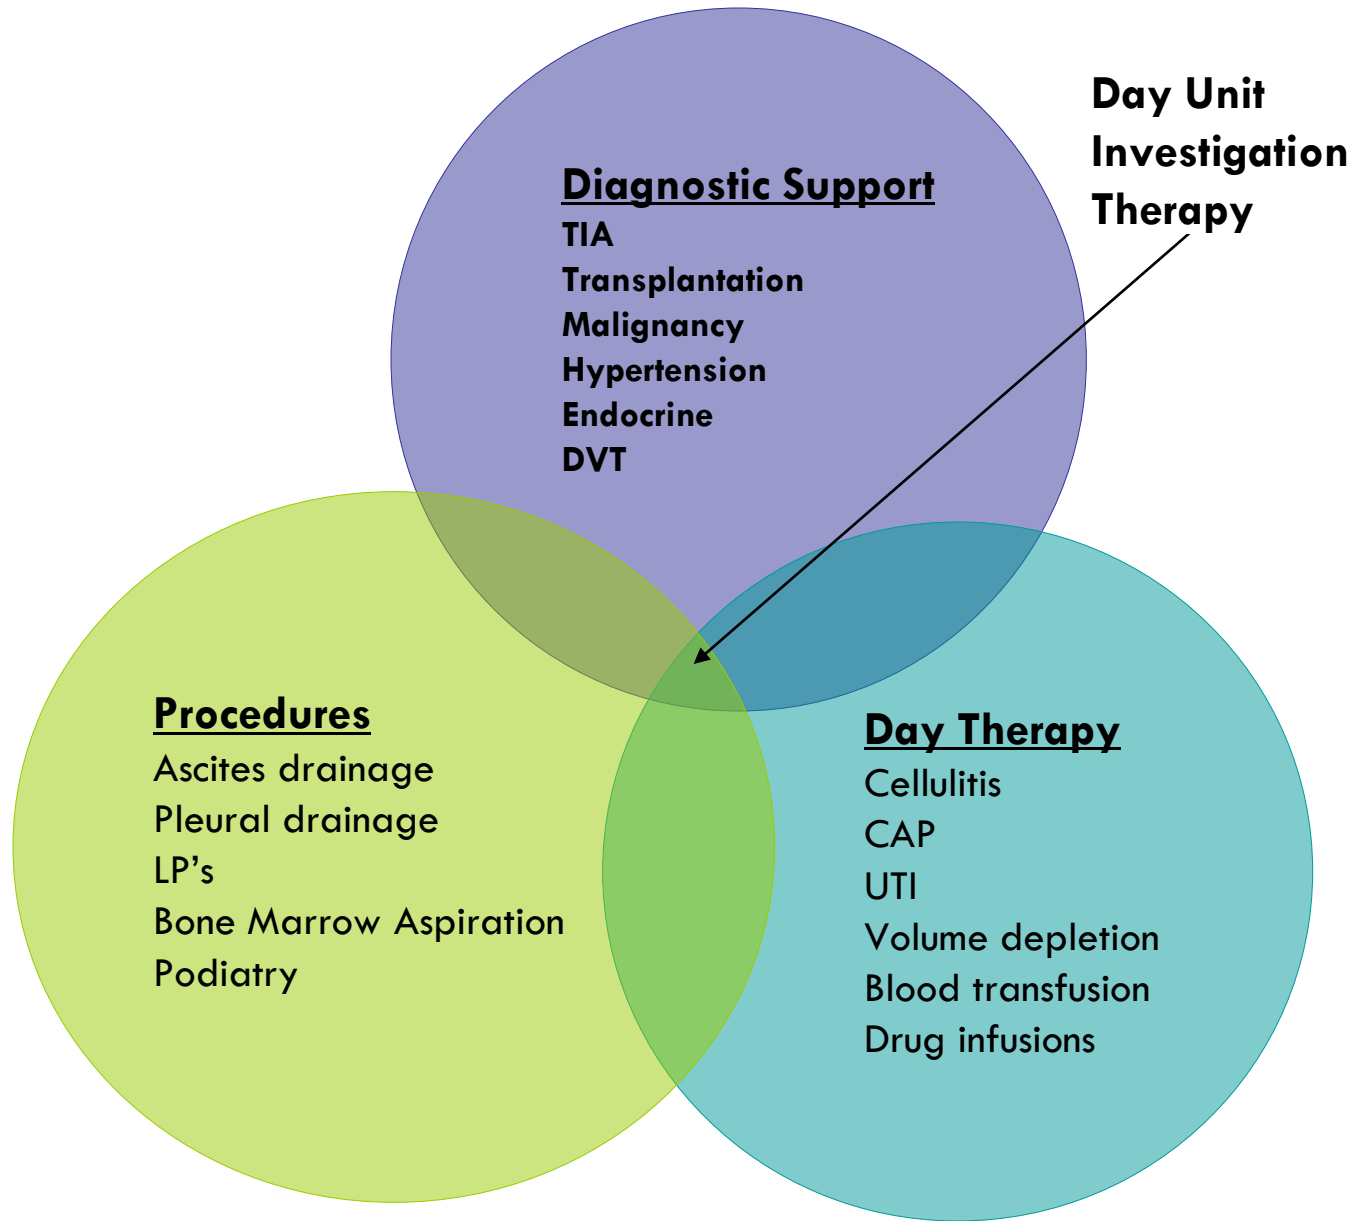 Day Unit
Investigation
Therapy
Diagnostic Support
TIA
Transplantation
Malignancy
Hypertension
Endocrine
DVT
Procedures
Ascites drainage
Pleural drainage
LP’s
Bone Marrow Aspiration
Podiatry
Day Therapy
Cellulitis
CAP
UTI
Volume depletion
Blood transfusion
Drug infusions